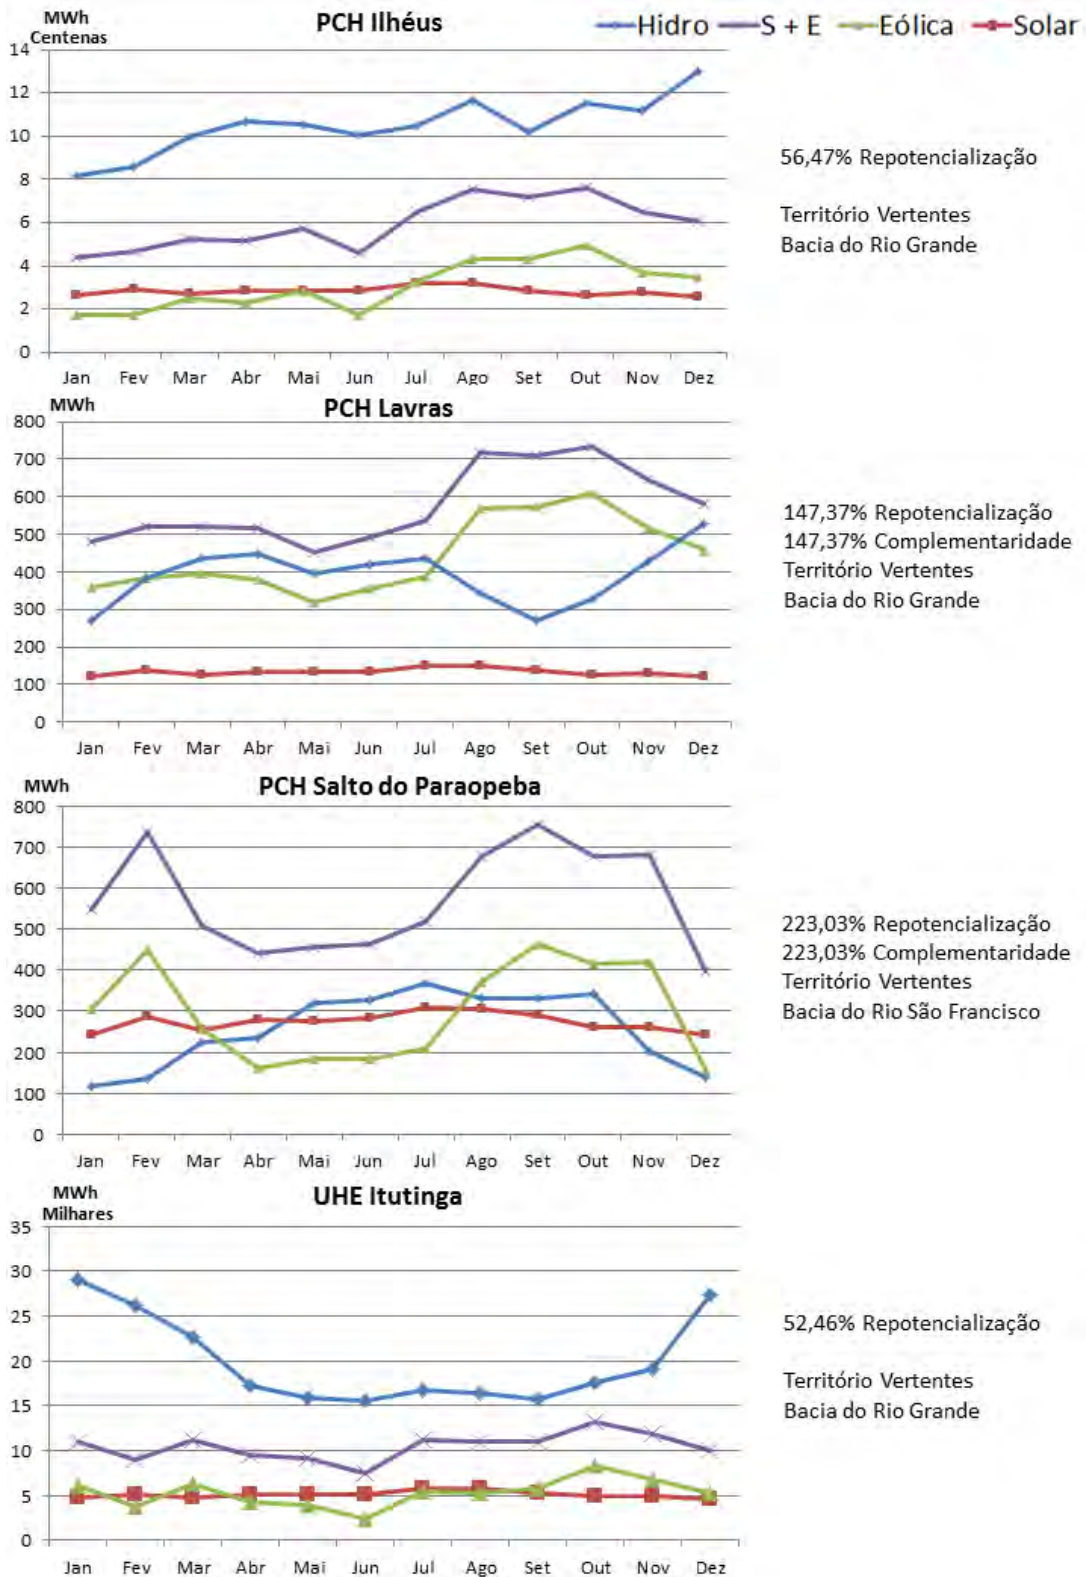 MWh
Centenas
PCH Ilhéus
Hidro S + E Eólica Solar
14
12
10
8
6
4
2
0
Jan Fev Mar Abr Mai Jun Jul Ago Set Out Nov Dez
56,47% Repotencialização
Território Vertentes
Bacia do Rio Grande
MWh
PCH Lavras
800
700
600
500
400
300
200
100
0
Jan Fev Mar Abr Mai Jun Jul Ago Set Out Nov Dez
147,37% Repotencialização
147,37% Complementaridade
Território Vertentes
Bacia do Rio Grande
MWh
PCH Salto do Paraopeba
800
700
600
500
400
300
200
100
0
Jan Fev Mar Abr Mai Jun Jul Ago Set Out Nov Dez
223,03% Repotencialização
223,03% Complementaridade
Território Vertentes
Bacia do Rio São Francisco
MWh
Milhares
UHE Itutinga
35
30
25
20
15
10
5
0
Jan Fev Mar Abr Mai Jun Jul Ago Set Out Nov Dez
52,46% Repotencialização
Território Vertentes
Bacia do Rio Grande